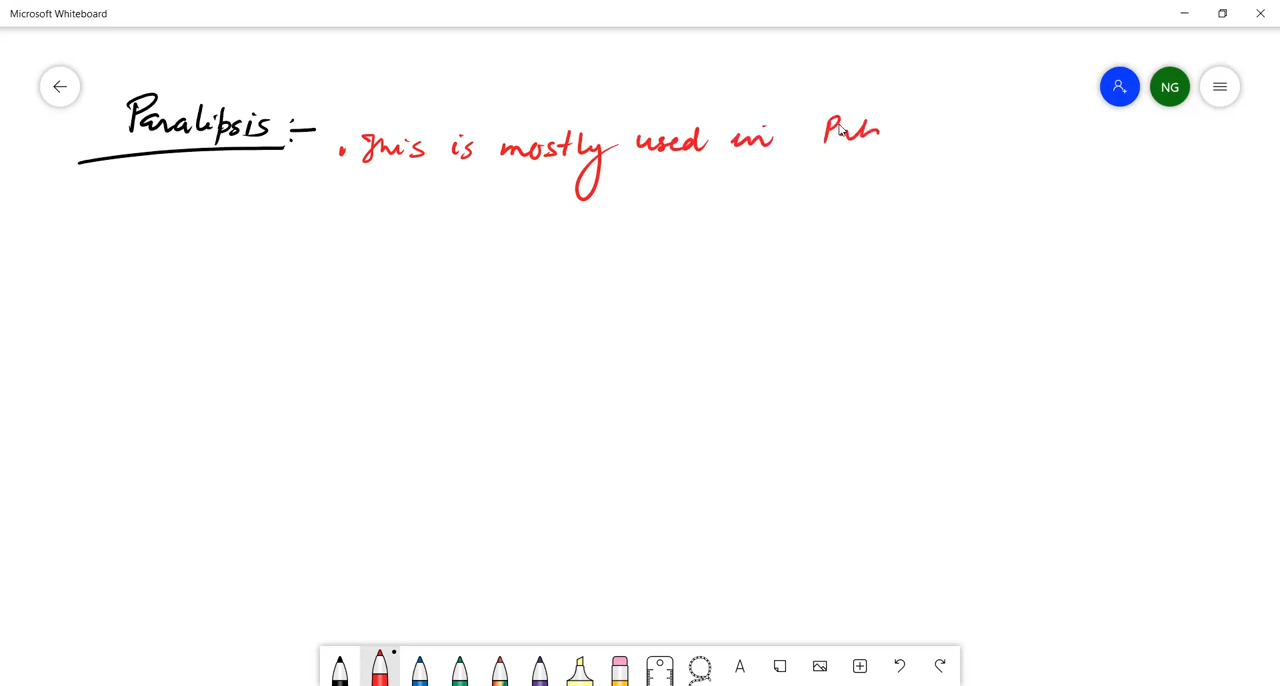 Microsoft Whiteboard
NG
Paralipsis :-
. This is mostly used in
A